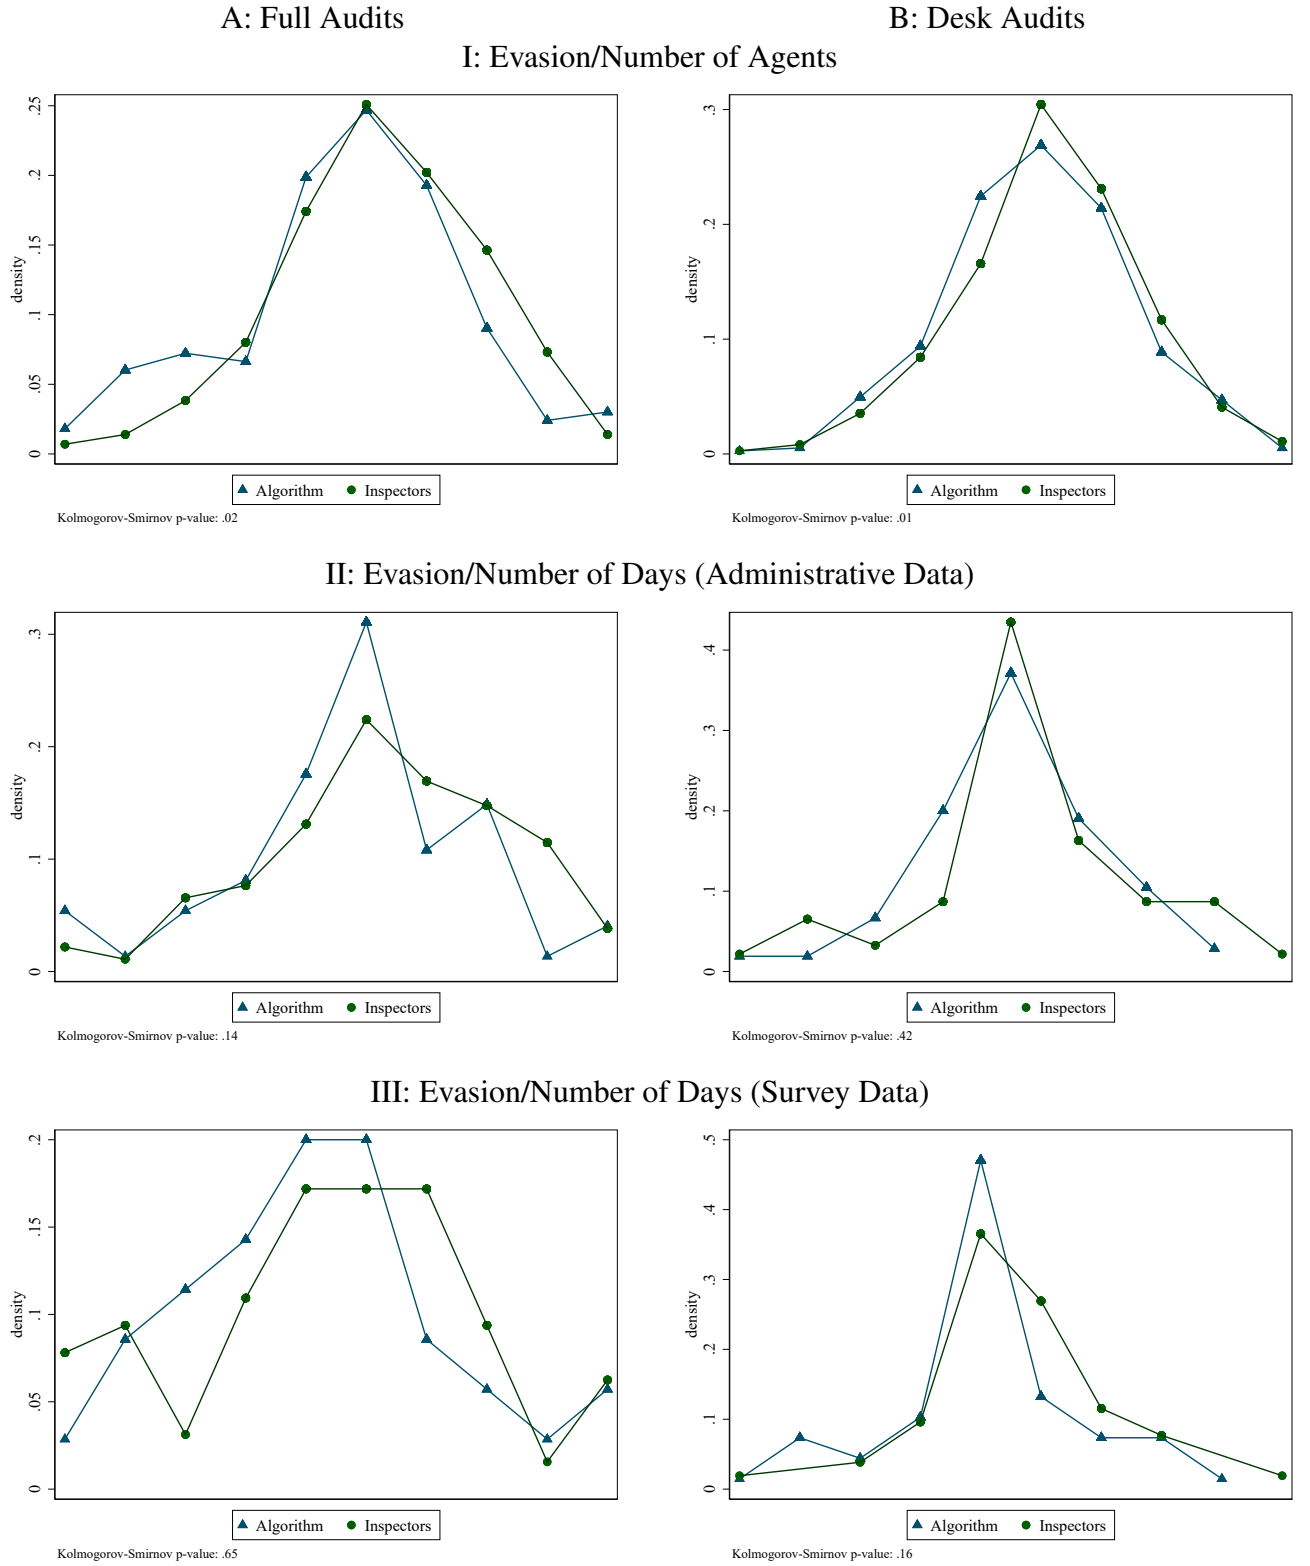 A: Full Audits
B: Desk Audits
I: Evasion/Number of Agents
density
0
.05
.1
.15
.2
.25
Algorithm
Inspectors
Kolmogorov-Smirnov p-value: .02
density
0
.1
.2
.3
Algorithm
Inspectors
Kolmogorov-Smirnov p-value: .01
II: Evasion/Number of Days (Administrative Data)
density
0
.1
.2
.3
Algorithm
Inspectors
Kolmogorov-Smirnov p-value: .14
density
0
.1
.2
.3
.4
Algorithm
Inspectors
Kolmogorov-Smirnov p-value: .42
III: Evasion/Number of Days (Survey Data)
density
0
.05
.1
.15
.2
Algorithm
Inspectors
Kolmogorov-Smirnov p-value: .65
density
0
.1
.2
.3
.4
.5
Algorithm
Inspectors
Kolmogorov-Smirnov p-value: .16